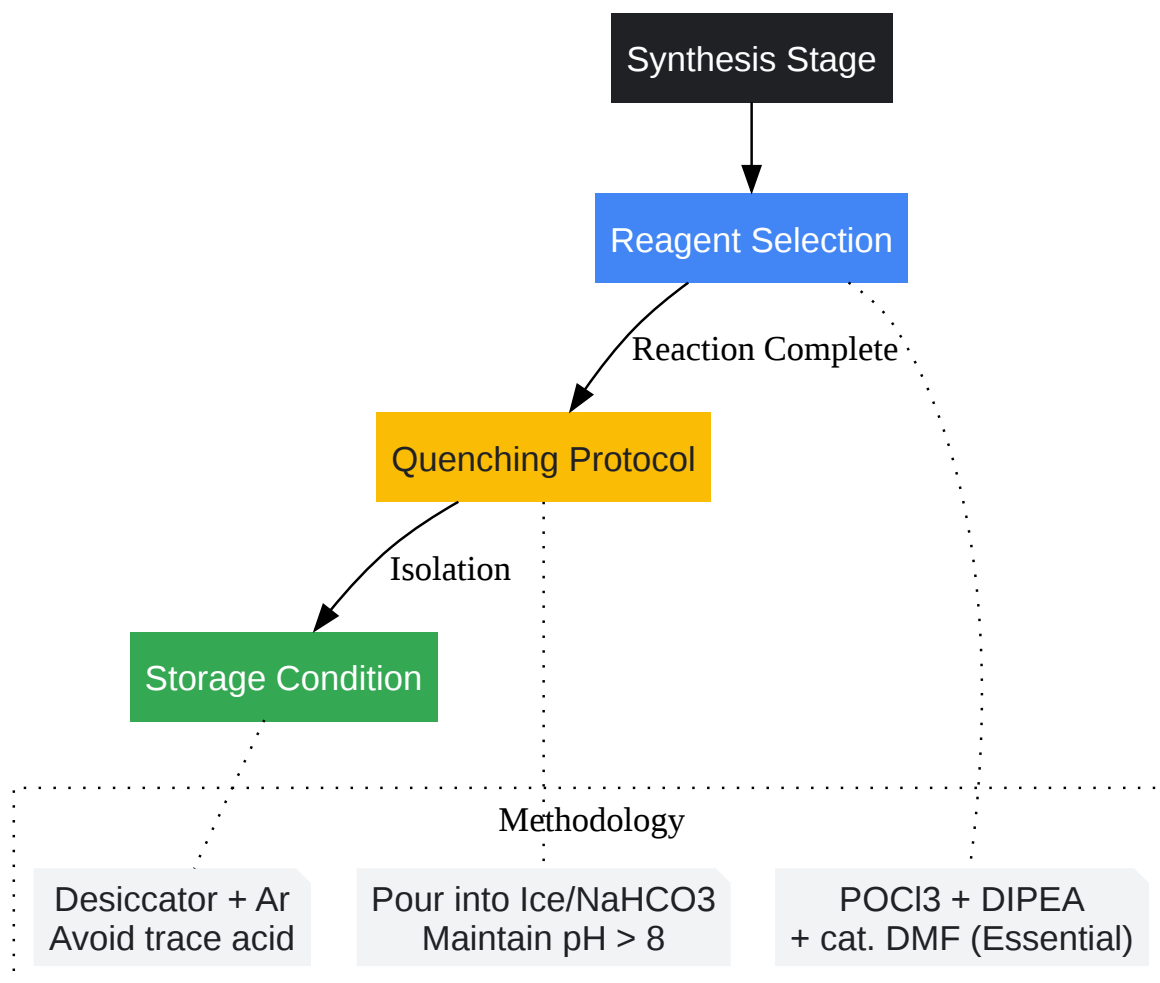 Synthesis Stage
Reagent Selection
Reaction Complete
Quenching Protocol
Isolation
Storage Condition
Methodology
Desiccator + Ar
Avoid trace acid
Pour into Ice/NaHCO3
Maintain pH > 8
POCl3 + DIPEA
+ cat. DMF (Essential)